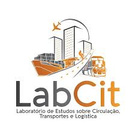 LabCit
Laboratório de Estudos sobre Circulação,
Transportes e Logística